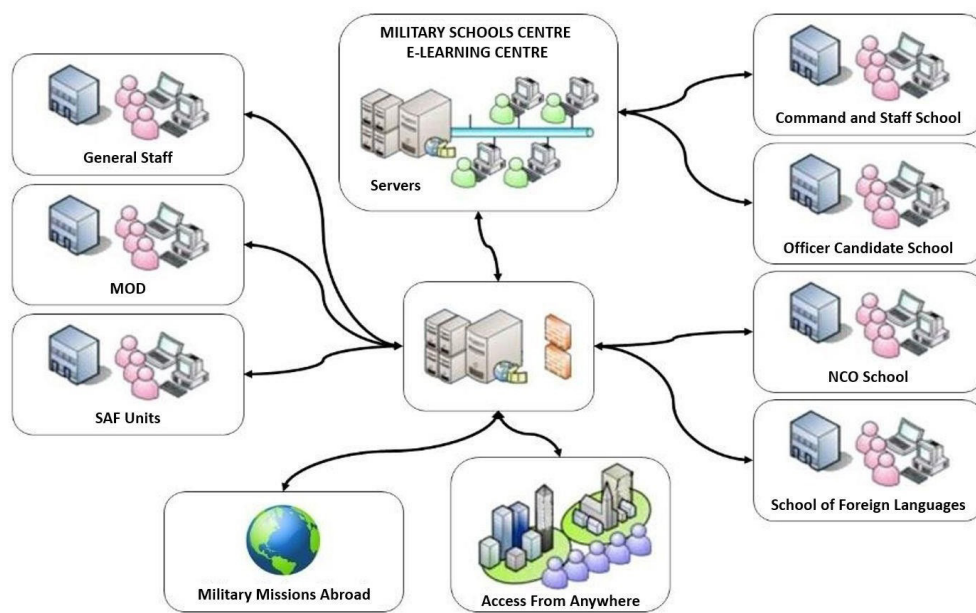 MILITARY SCHOOLS CENTRE
E-LEARNING CENTRE
Servers
General Staff
MOD
SAF Units
Command and Staff School
Officer Candidate School
NCO School
School of Foreign Languages
Military Missions Abroad
Access From Anywhere